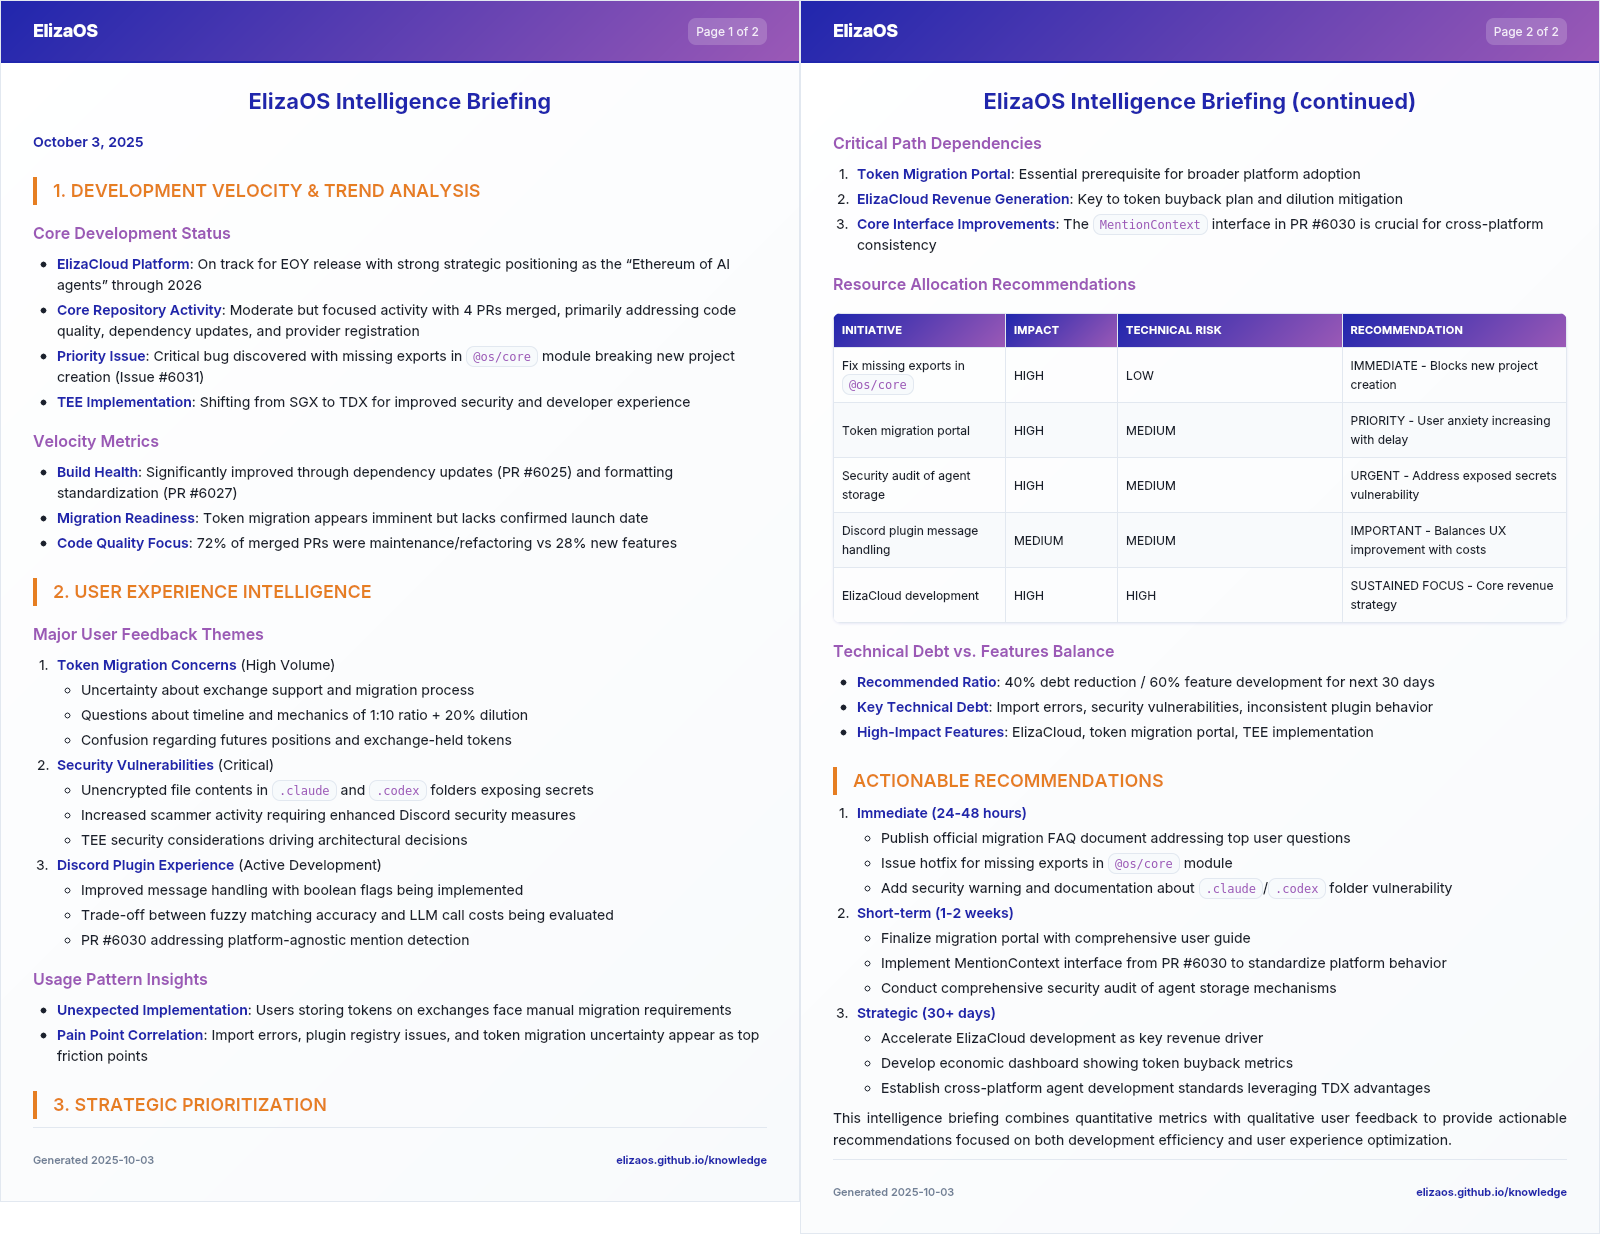 ElizaOS
Page 1 of 2
ElizaOS Intelligence Briefing
October 3, 2025
1. DEVELOPMENT VELOCITY & TREND ANALYSIS
Core Development Status
• ElizaCloud Platform: On track for EOY release with strong strategic positioning as the “Ethereum of AI
agents” through 2026
• Core Repository Activity: Moderate but focused activity with 4 PRs merged, primarily addressing code
quality, dependency updates, and provider registration
• Priority Issue: Critical bug discovered with missing exports in @os/core module breaking new project
creation (Issue #6031)
• TEE Implementation: Shifting from SGX to TDX for improved security and developer experience
Velocity Metrics
• Build Health: Significantly improved through dependency updates (PR #6025) and formatting
standardization (PR #6027)
• Migration Readiness: Token migration appears imminent but lacks confirmed launch date
• Code Quality Focus: 72% of merged PRs were maintenance/refactoring vs 28% new features
2. USER EXPERIENCE INTELLIGENCE
Major User Feedback Themes
1. Token Migration Concerns (High Volume)
◦ Uncertainty about exchange support and migration process
◦ Questions about timeline and mechanics of 1:10 ratio + 20% dilution
◦ Confusion regarding futures positions and exchange-held tokens
2. Security Vulnerabilities (Critical)
◦ Unencrypted file contents in .claude and .codex folders exposing secrets
◦ Increased scammer activity requiring enhanced Discord security measures
◦ TEE security considerations driving architectural decisions
3. Discord Plugin Experience (Active Development)
◦ Improved message handling with boolean flags being implemented
◦ Trade-off between fuzzy matching accuracy and LLM call costs being evaluated
◦ PR #6030 addressing platform-agnostic mention detection
Usage Pattern Insights
• Unexpected Implementation: Users storing tokens on exchanges face manual migration requirements
• Pain Point Correlation: Import errors, plugin registry issues, and token migration uncertainty appear as top
friction points
3. STRATEGIC PRIORITIZATION
Generated 2025-10-03
elizaos.github.io/knowledge
ElizaOS
Page 2 of 2
ElizaOS Intelligence Briefing (continued)
Critical Path Dependencies
1. Token Migration Portal: Essential prerequisite for broader platform adoption
2. ElizaCloud Revenue Generation: Key to token buyback plan and dilution mitigation
3. Core Interface Improvements: The MentionContext interface in PR #6030 is crucial for cross-platform
consistency
Resource Allocation Recommendations
INITIATIVE IMPACT TECHNICAL RISK RECOMMENDATION
Fix missing exports in
@os/core
HIGH
LOW
IMMEDIATE - Blocks new project
creation
Token migration portal
HIGH
MEDIUM
PRIORITY - User anxiety increasing
with delay
Security audit of agent
storage
HIGH
MEDIUM
URGENT - Address exposed secrets
vulnerability
Discord plugin message
handling
MEDIUM
MEDIUM
IMPORTANT - Balances UX
improvement with costs
ElizaCloud development
HIGH
HIGH
SUSTAINED FOCUS - Core revenue
strategy
Technical Debt vs. Features Balance
• Recommended Ratio: 40% debt reduction / 60% feature development for next 30 days
• Key Technical Debt: Import errors, security vulnerabilities, inconsistent plugin behavior
• High-Impact Features: ElizaCloud, token migration portal, TEE implementation
ACTIONABLE RECOMMENDATIONS
1. Immediate (24-48 hours)
◦ Publish official migration FAQ document addressing top user questions
◦ Issue hotfix for missing exports in @os/core module
◦ Add security warning and documentation about .claude/.codex folder vulnerability
2. Short-term (1-2 weeks)
◦ Finalize migration portal with comprehensive user guide
◦ Implement MentionContext interface from PR #6030 to standardize platform behavior
◦ Conduct comprehensive security audit of agent storage mechanisms
3. Strategic (30+ days)
◦ Accelerate ElizaCloud development as key revenue driver
◦ Develop economic dashboard showing token buyback metrics
◦ Establish cross-platform agent development standards leveraging TDX advantages
This intelligence briefing combines quantitative metrics with qualitative user feedback to provide actionable
recommendations focused on both development efficiency and user experience optimization.
Generated 2025-10-03
elizaos.github.io/knowledge